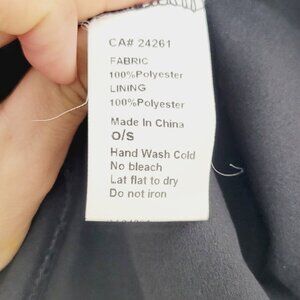 CA# 24261
FABRIC
100%Polyester
LINING
100%Polyester
Made In China
O/S
Hand Wash Cold
No bleach
Lat flat to dry
Do not iron